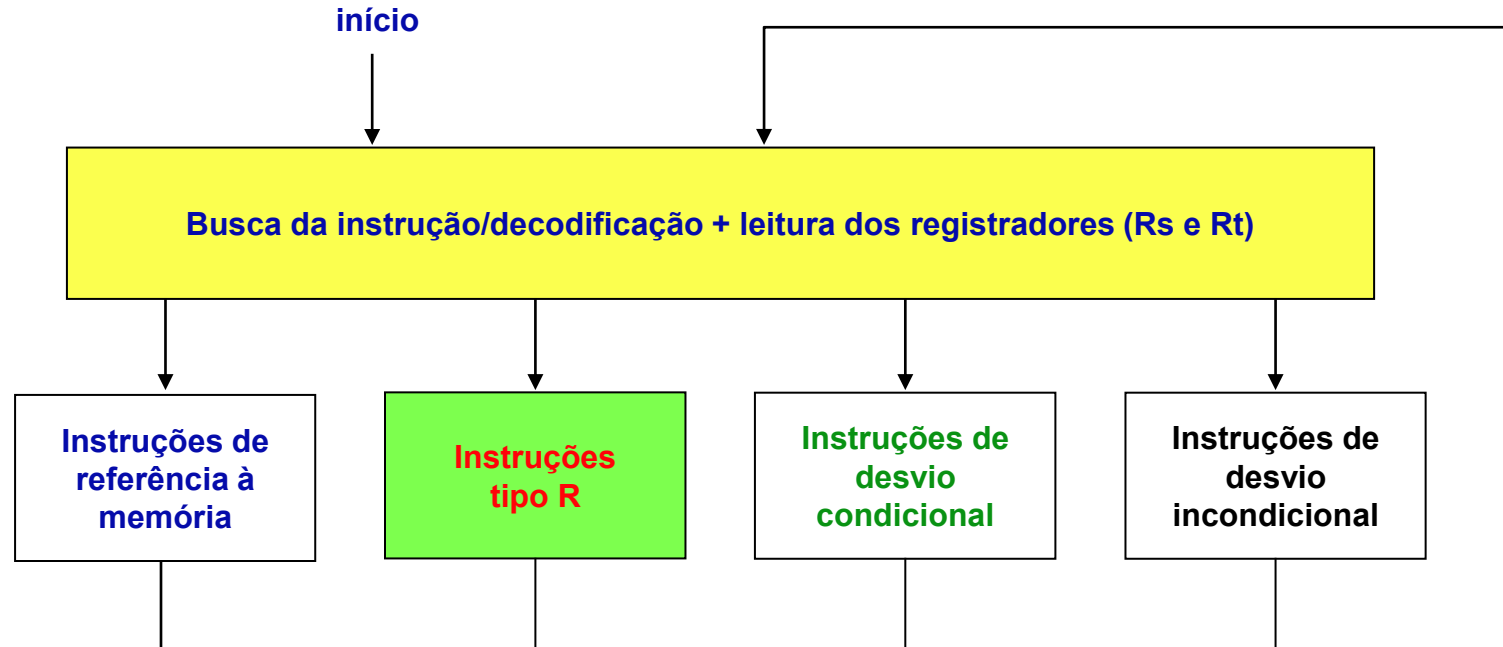 início
Busca da instrução/decodificação + leitura dos registradores (Rs e Rt)
Instruções de
referência à
memória
Instruções
tipo R
Instruções de
desvio
condicional
Instruções de
desvio
incondicional